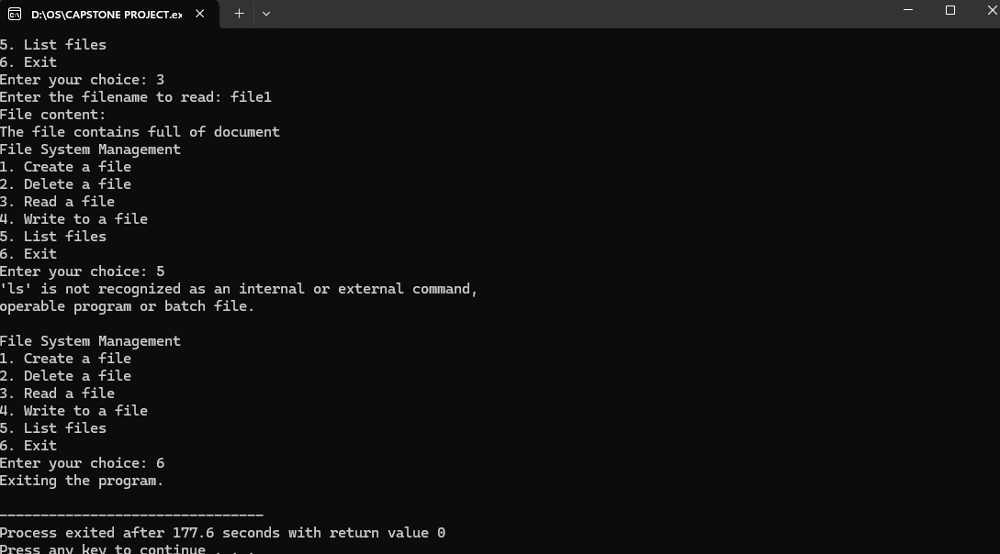 D:\OS\CAPSTONE PROJECT.ex
5. List files
6. Exit
Enter your choice: 3
Enter the filename to read: file1
File content:
The file contains full of document
File System Management
1. Create a file
2. Delete a file
3. Read a file
4. Write to a file
5. List files
6. Exit
Enter your choice: 5
'ls' is not recognized as an internal or external command,
operable program or batch file.
File System Management
1. Create a file
2. Delete a file
3. Read a file
4. Write to a file
5. List files
6. Exit
Enter your choice: 6
Exiting the program.
--------------------------------
Process exited after 177.6 seconds with return value 0
Press any key to continue . . .